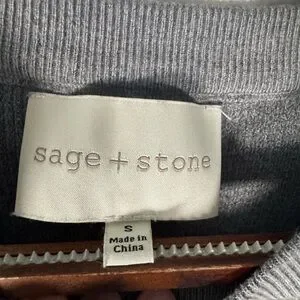 sage + stone
S
Made in
China